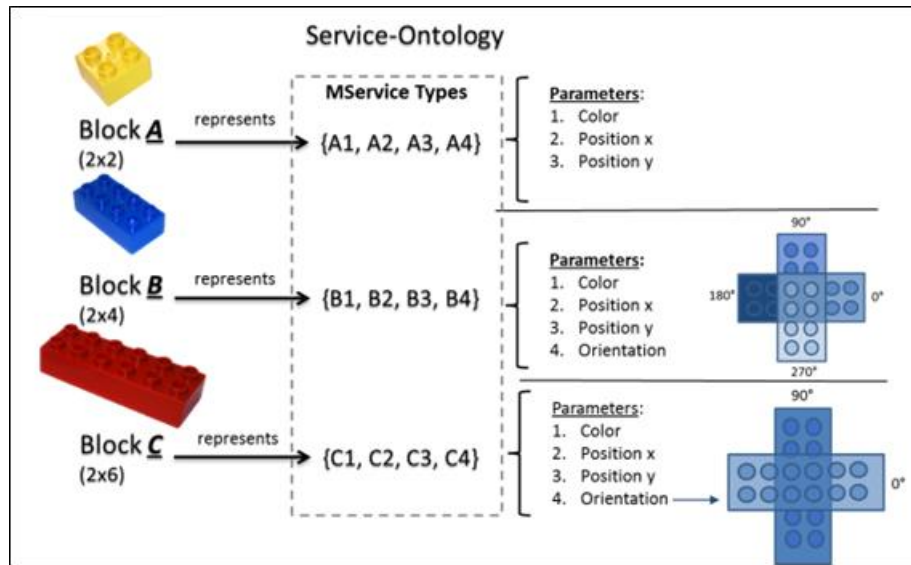 Service-Ontology
MService Types
Block A
(2x2)
represents
{A1, A2, A3, A4}
Parameters:
1. Color
2. Position x
3. Position y
Block B
(2x4)
represents
{B1, B2, B3, B4}
Parameters:
1. Color
2. Position x
3. Position y
4. Orientation
90°
180°
0°
270°
Block C
(2x6)
represents
{C1, C2, C3, C4}
Parameters:
1. Color
2. Position x
3. Position y
4. Orientation
90°
0°